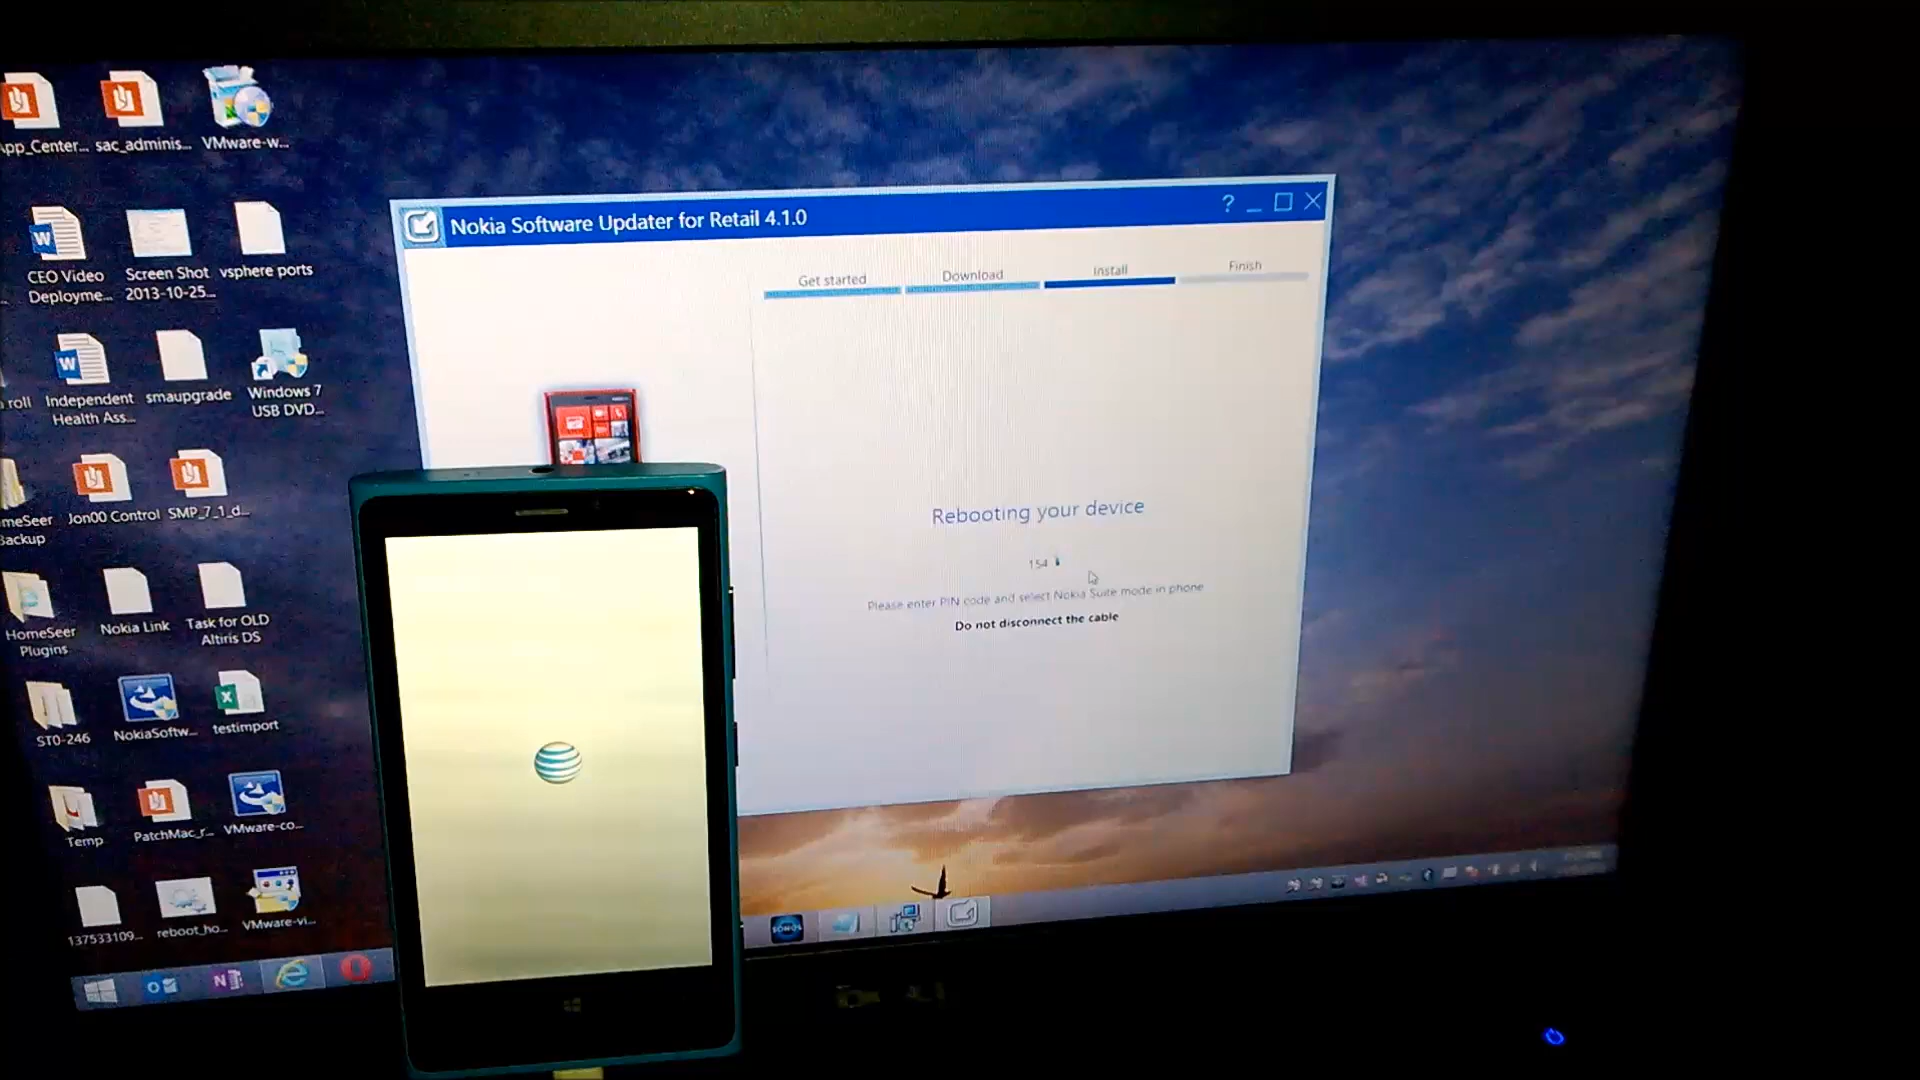 App_Center...
sac_adminis...
VMware-w...
CEO Video
Deployme...
Screen Shot
2013-10-25...
vsphere ports
roll
Independent
Health Ass...
smaupgrade
Windows 7
USB DVD...
meSeer
Backup
Jon00 Control
SMP_7_1_d...
HomeSeer
Plugins
Nokia Link
Task for OLD
Altiris DS
ST0-246
NokiaSoftw...
testimport
Temp
PatchMac_r...
VMware-co...
137533109...
reboot_ho...
VMware-vi...
Nokia Software Updater for Retail 4.1.0
Get started
Download
Install
Finish
Rebooting your device
154
Please enter PIN code and select Nokia Suite mode in phone
Do not disconnect the cable
SONOS